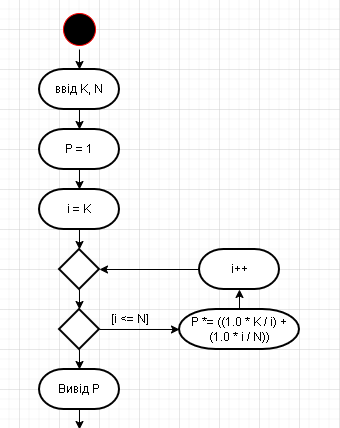 ввід K, N
P = 1
i = K
i++
[i <= N]
P *= ((1.0 * K / i) +
(1.0 * i / N))
Вивід P